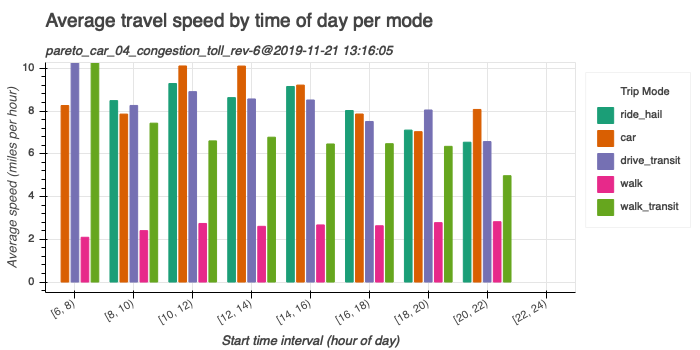 Average travel speed by time of day per mode
pareto_car_04_congestion_toll_rev-6@2019-11-21 13:16:05
Average speed (miles per hour)
10
8
6
4
2
0
[6, 8)
[8, 10)
[10, 12)
[12, 14)
[14, 16)
[16, 18)
[18, 20)
[20, 22)
[22, 24)
Start time interval (hour of day)
Trip Mode
ride_hail
car
drive_transit
walk
walk_transit